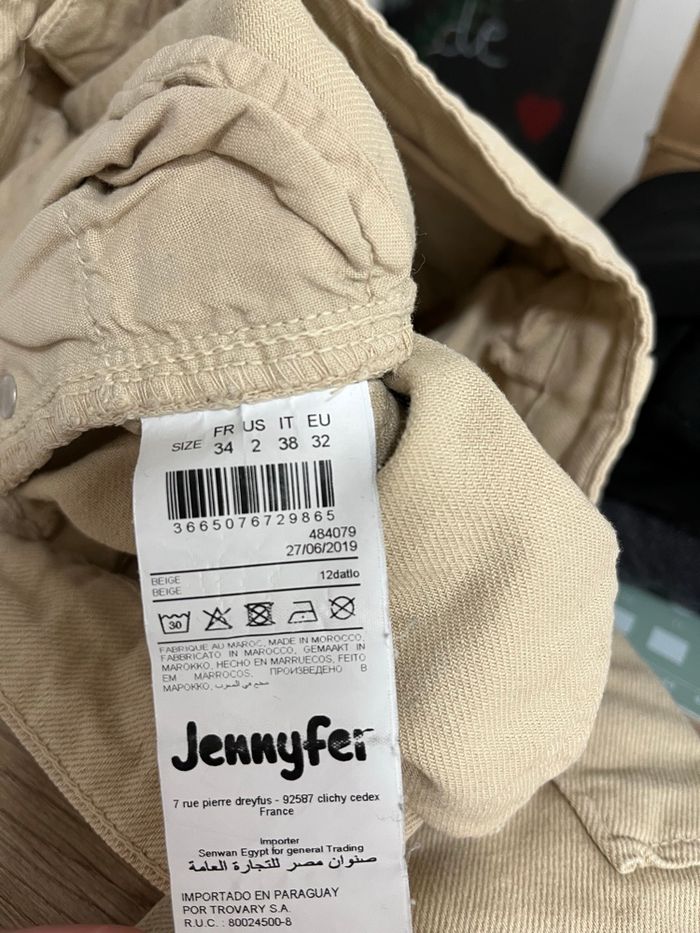 de
FR US IT EU
SIZE 34 2 38 32
3665076729865
484079
27/06/2019
BEIGE 12datlo
BEIGE
30
FABRIQUE AU MAROC, MADE IN MOROCCO,
FABBRICATO IN MAROCCO, GEMAAKT IN
MAROKKO, HECHO EN MARRUECOS, FEITO
EM MARROCOS, ПРОИЗВЕДЕНО В
МАРОККО, صنع في المغرب
Jennyfer
7 rue pierre dreyfus - 92587 clichy cedex
France
Importer
Senwan Egypt for general Trading
صنوان مصر للتجارة العامة
IMPORTADO EN PARAGUAY
POR TROVARY S.A.
R.U.C. : 80024500-8